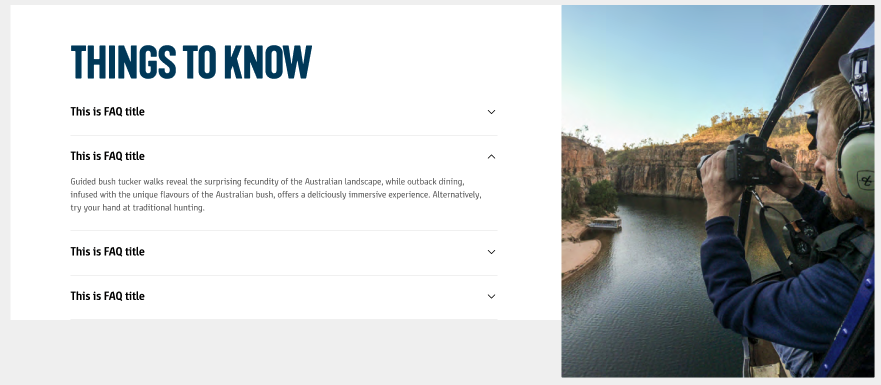 THINGS TO KNOW
This is FAQ title
This is FAQ title
Guided bush tucker walks reveal the surprising fecundity of the Australian landscape, while outback dining,
infused with the unique flavours of the Australian bush, offers a deliciously immersive experience. Alternatively,
try your hand at traditional hunting.
This is FAQ title
This is FAQ title